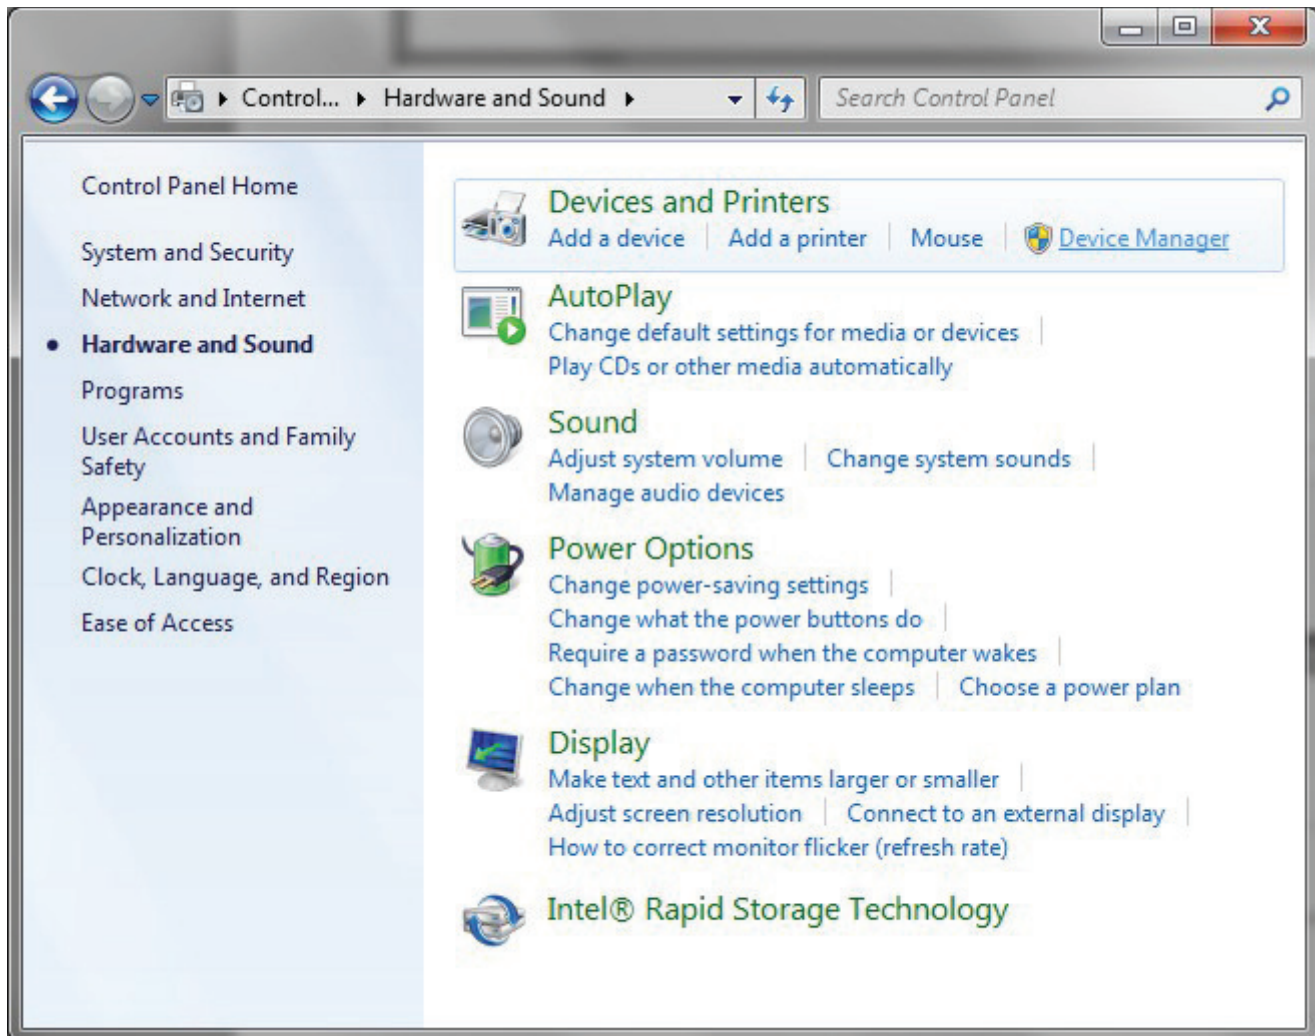 Control... Hardware and Sound
Search Control Panel
Control Panel Home
System and Security
Network and Internet
Hardware and Sound
Programs
User Accounts and Family
Safety
Appearance and
Personalization
Clock, Language, and Region
Ease of Access
Devices and Printers
Add a device Add a printer Mouse Device Manager
AutoPlay
Change default settings for media or devices
Play CDs or other media automatically
Sound
Adjust system volume Change system sounds
Manage audio devices
Power Options
Change power-saving settings
Change what the power buttons do
Require a password when the computer wakes
Change when the computer sleeps Choose a power plan
Display
Make text and other items larger or smaller
Adjust screen resolution Connect to an external display
How to correct monitor flicker (refresh rate)
Intel® Rapid Storage Technology